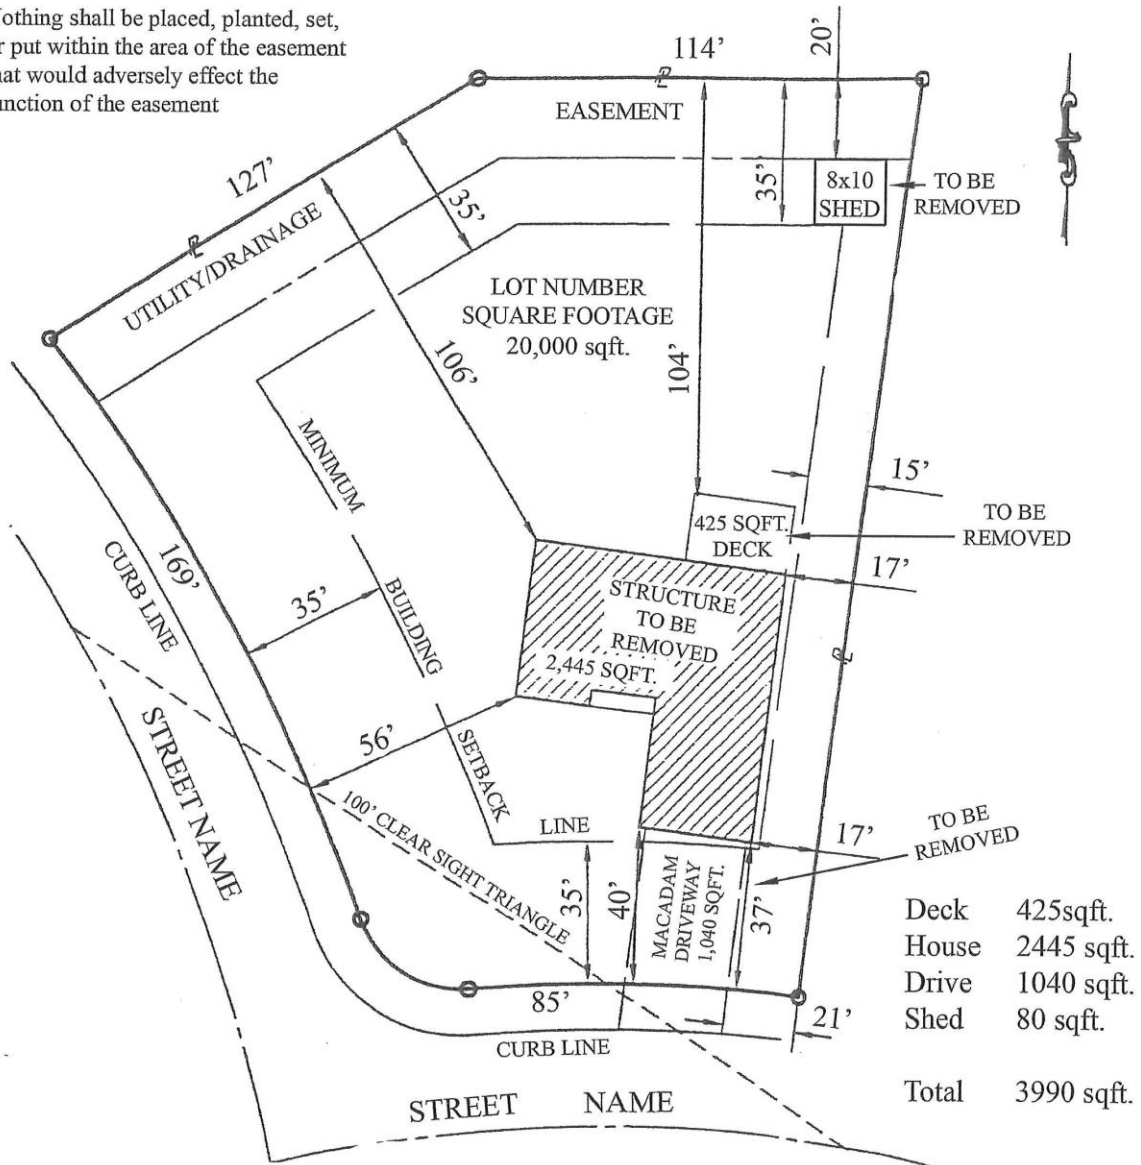 othing shall be placed, planted, set,
r put within the area of the easement
hat would adversely effect the
unction of the easement
114'
20'
EASEMENT
127'
35'
35'
8x10
SHED
TO BE
REMOVED
UTILITY/DRAINAGE
LOT NUMBER
SQUARE FOOTAGE
20,000 sqft.
106'
104'
MINIMUM
15'
425 SQFT.
DECK
TO BE
REMOVED
169'
CURB LINE
35'
BUILDING
STRUCTURE
TO BE
REMOVED
2,445 SQFT.
17'
56'
SETBACK
STREET NAME
100' CLEAR SIGHT TRIANGLE
LINE
35'
40'
MACADAM
DRIVEWAY
1,040 SQFT.
37'
17'
TO BE
REMOVED
85'
21'
CURB LINE
STREET NAME
Deck 425sqft.
House 2445 sqft.
Drive 1040 sqft.
Shed 80 sqft.
Total 3990 sqft.